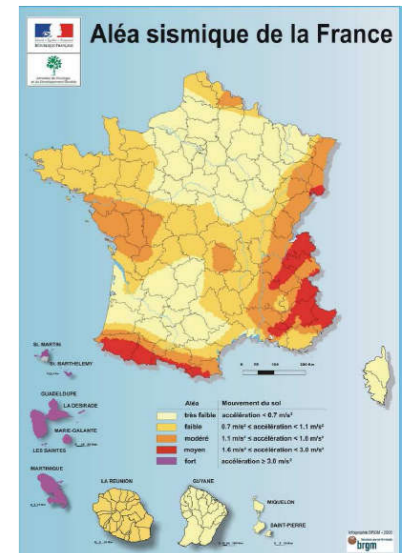 Aléa sismique de la France
RÉPUBLIQUE FRANÇAISE
ST. MARTIN
ST. BARTHELEMY
GUADELOUPE
LA DESIRADE
MARIE-GALANTE
LES SAINTES
MARTINIQUE
Aléa Mouvement du sol
très faible accélération < 0.7 m/s²
faible 0.7 m/s² ≤ accélération < 1.1 m/s²
modéré 1.1 m/s² ≤ accélération < 1.6 m/s²
moyen 1.6 m/s² ≤ accélération < 3.0 m/s²
fort accélération ≥ 3.0 m/s²
LA REUNION
GUYANE
MIQUELON
SAINT-PIERRE
brgm